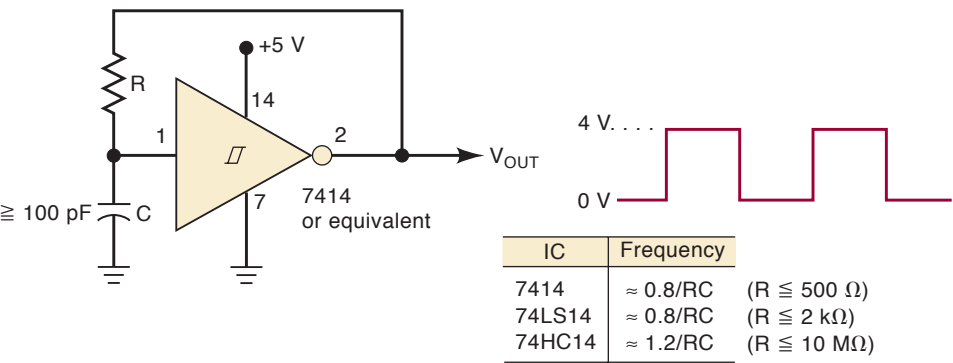 +5 V
R
14
1
2
4 V. . . .
V_OUT
≧ 100 pF
C
7
7414
or equivalent
0 V
IC Frequency
7414 ≈ 0.8/RC (R ≦ 500 Ω)
74LS14 ≈ 0.8/RC (R ≦ 2 kΩ)
74HC14 ≈ 1.2/RC (R ≦ 10 MΩ)